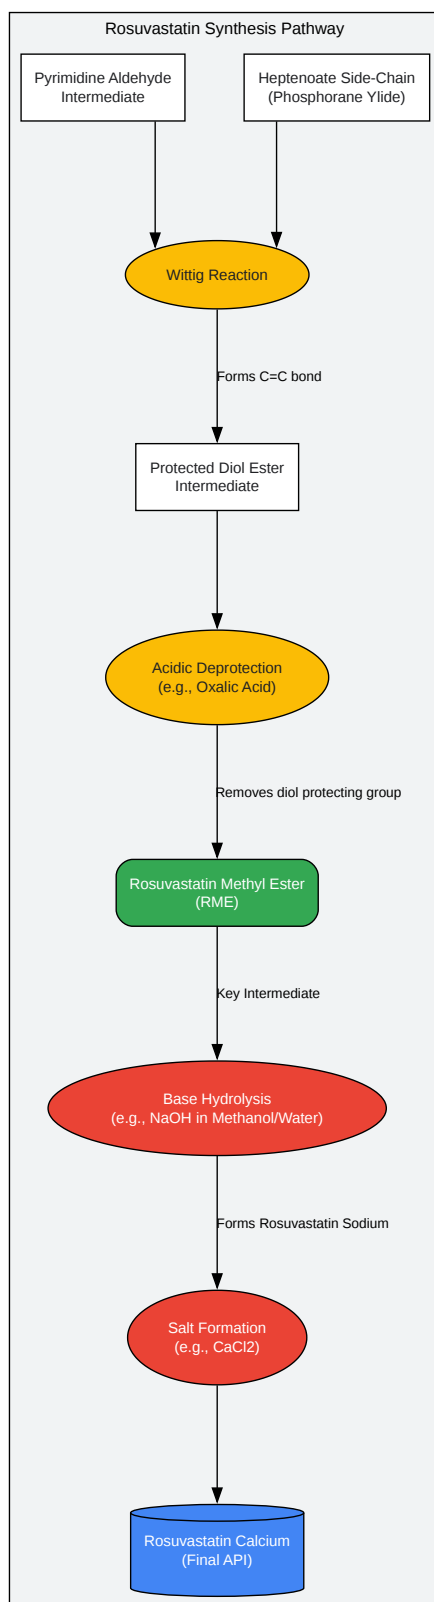 Rosuvastatin Synthesis Pathway
Pyrimidine Aldehyde
Intermediate
Heptenoate Side-Chain
(Phosphorane Ylide)
Wittig Reaction
Forms C=C bond
Protected Diol Ester
Intermediate
Acidic Deprotection
(e.g., Oxalic Acid)
Removes diol protecting group
Rosuvastatin Methyl Ester
(RME)
Key Intermediate
Base Hydrolysis
(e.g., NaOH in Methanol/Water)
Forms Rosuvastatin Sodium
Salt Formation
(e.g., CaCl2)
Rosuvastatin Calcium
(Final API)